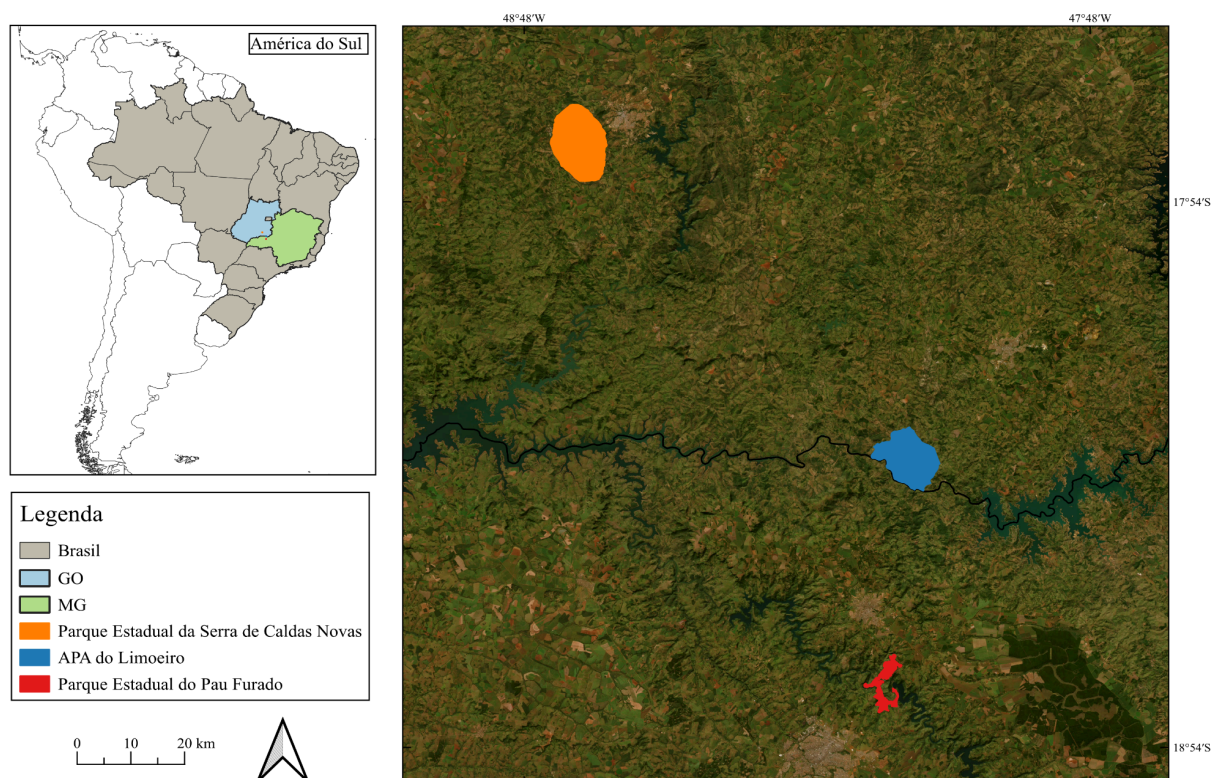 América do Sul
48°48′W
47°48′W
17°54′S
18°54′S
Legenda
Brasil
GO
MG
Parque Estadual da Serra de Caldas Novas
APA do Limoeiro
Parque Estadual do Pau Furado
0 10 20 km